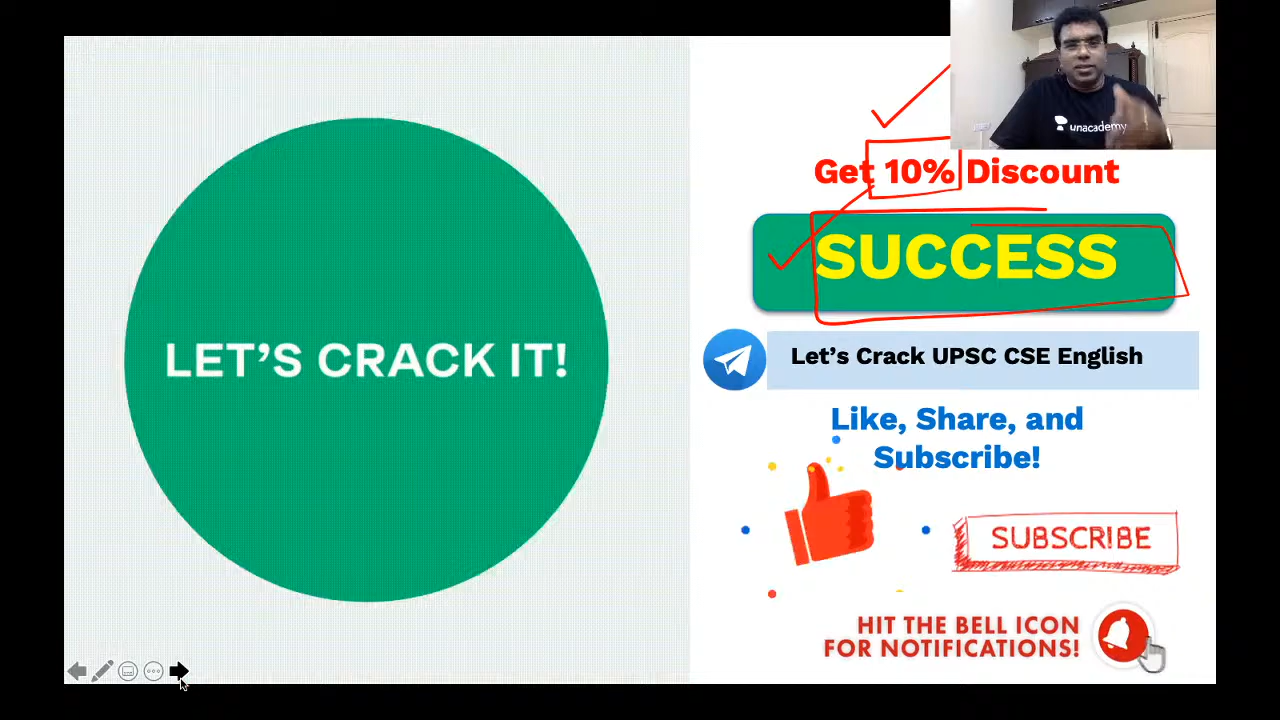 LET'S CRACK IT!
unacademy
Get 10% Discount
SUCCESS
Let's Crack UPSC CSE English
Like, Share, and
Subscribe!
SUBSCRIBE
HIT THE BELL ICON
FOR NOTIFICATIONS!